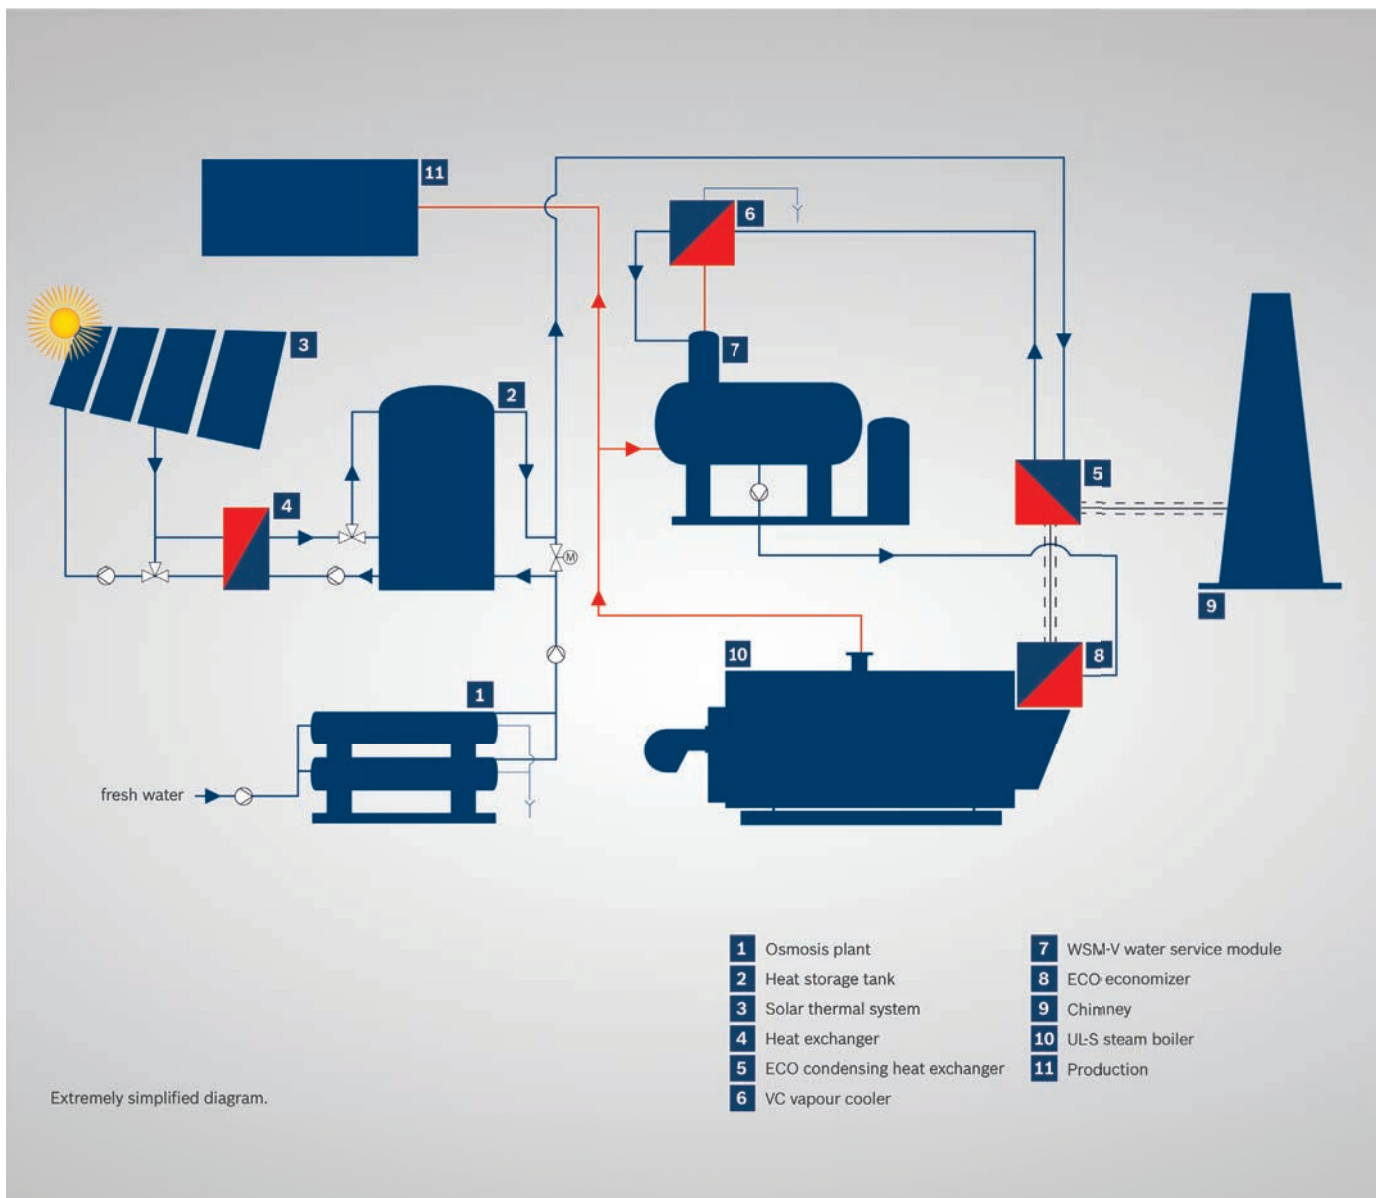 11
6
3
7
2
5
4
M
9
10
8
1
fresh water
1 Osmosis plant
2 Heat storage tank
3 Solar thermal system
4 Heat exchanger
5 ECO condensing heat exchanger
6 VC vapour cooler
7 WSM-V water service module
8 ECO economizer
9 Chimney
10 UL-S steam boiler
11 Production
Extremely simplified diagram.